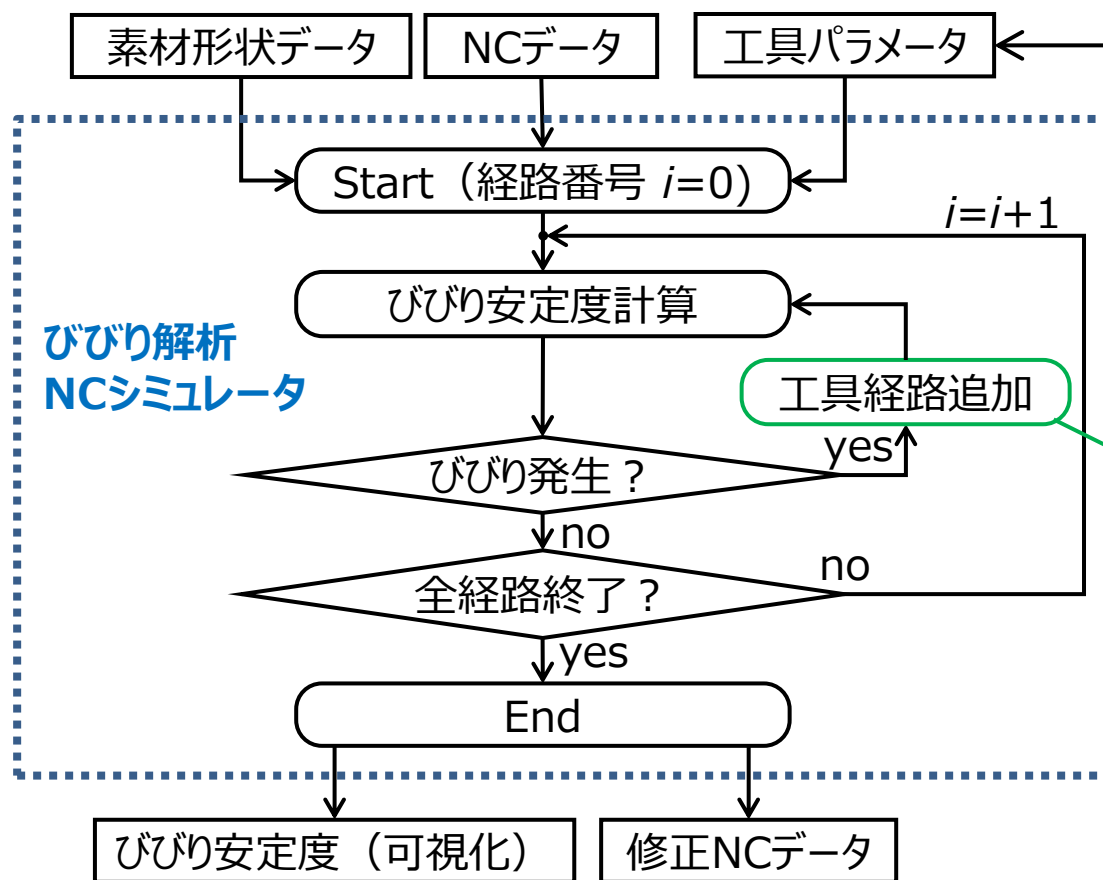 素材形状データ
NCデータ
工具パラメータ
Start（経路番号 i=0)
i=i+1
びびり安定度計算
びびり解析
NCシミュレータ
工具経路追加
yes
びびり発生？
no
全経路終了？
no
yes
End
びびり安定度（可視化）
修正NCデータ